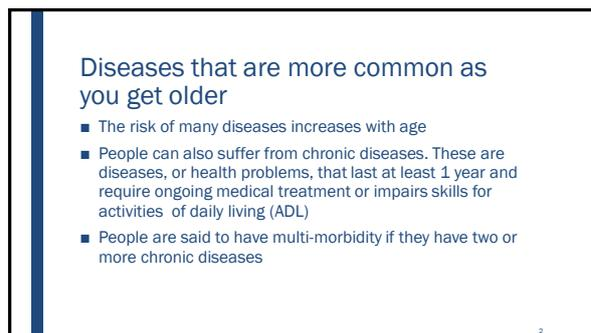 Diseases that are more common as
you get older
■ The risk of many diseases increases with age
■ People can also suffer from chronic diseases. These are
diseases, or health problems, that last at least 1 year and
require ongoing medical treatment or impairs skills for
activities of daily living (ADL)
■ People are said to have multi-morbidity if they have two or
more chronic diseases
2